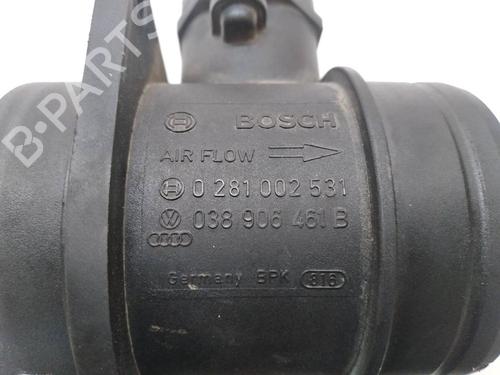 BOSCH
AIR FLOW
0 281 002 531
038 906 461 B
Germany BPK 316
B-PARTS